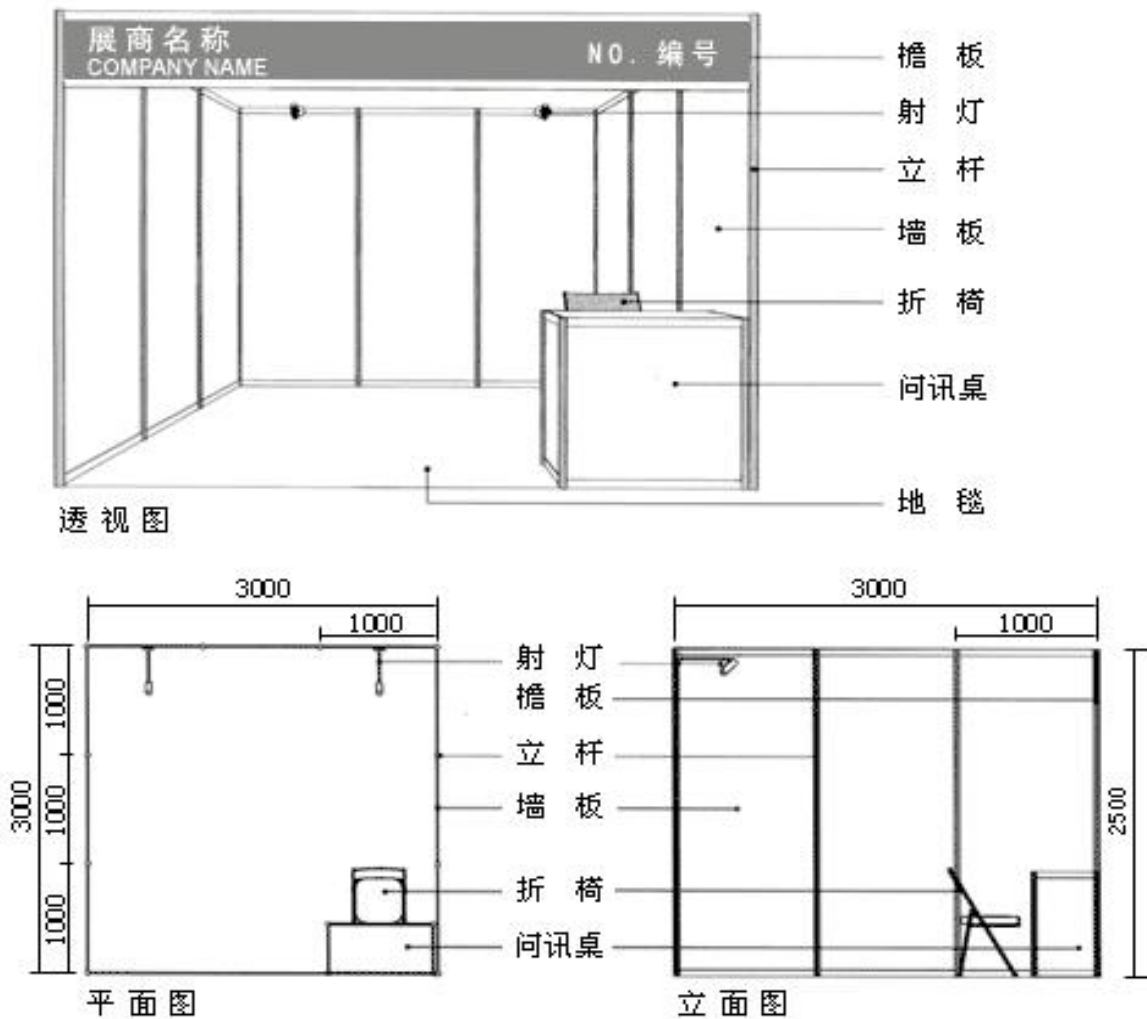 展商名称
COMPANY NAME
NO. 编号
檐板
射灯
立杆
墙板
折椅
问讯桌
地毯
透视图
3000
1000
3000
1000
1000
1000
射灯
檐板
立杆
墙板
折椅
问讯桌
平面图
3000
1000
2500
立面图